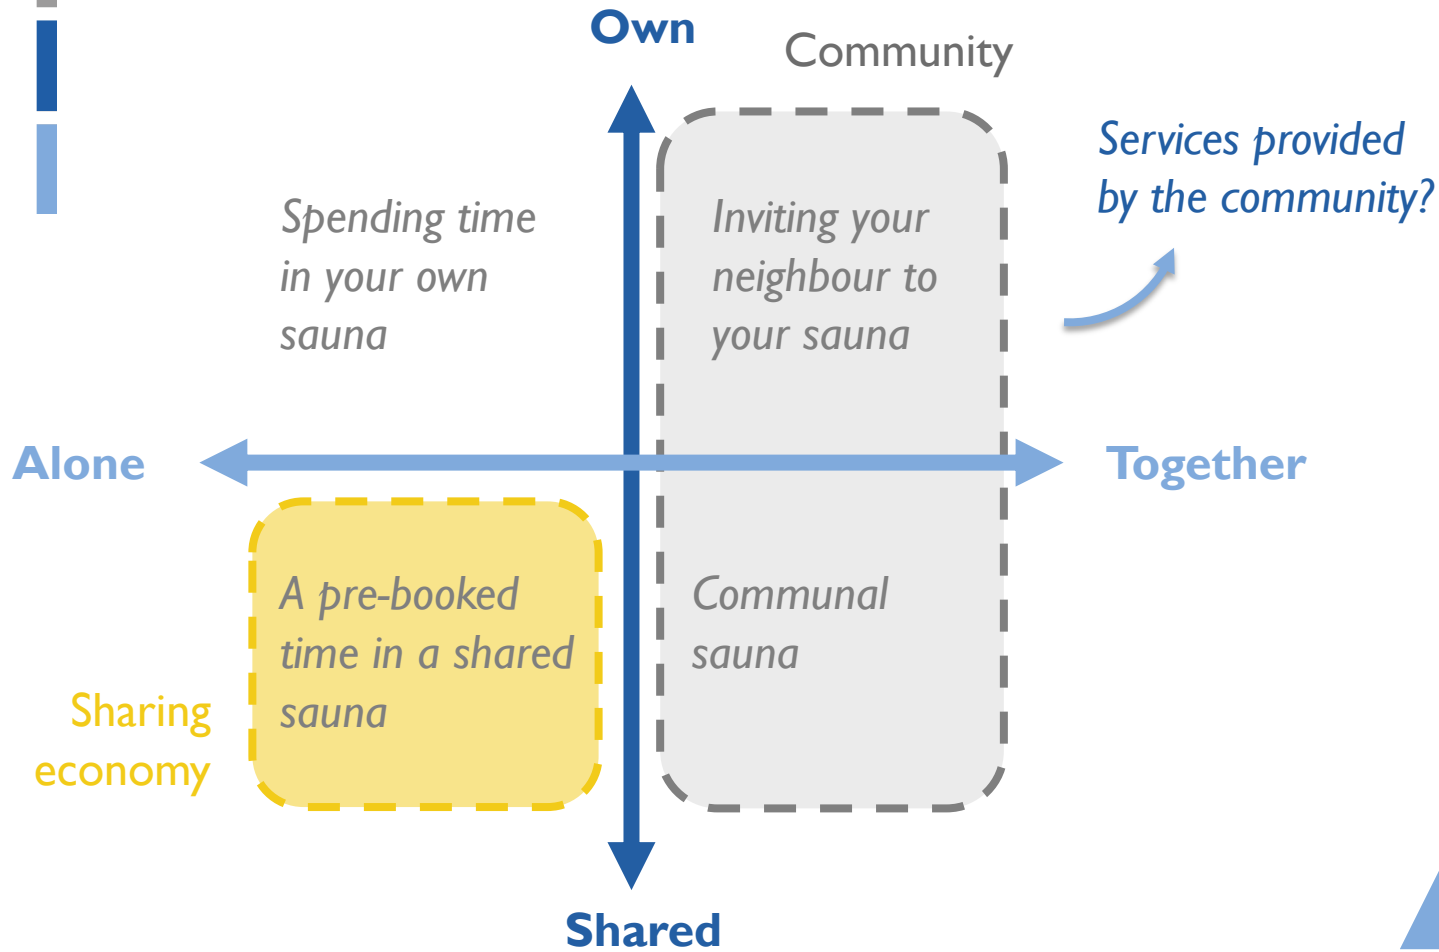 Own
Community
Services provided
by the community?
Spending time
in your own
sauna
Inviting your
neighbour to
your sauna
Alone
Together
A pre-booked
time in a shared
sauna
Communal
sauna
Sharing
economy
Shared